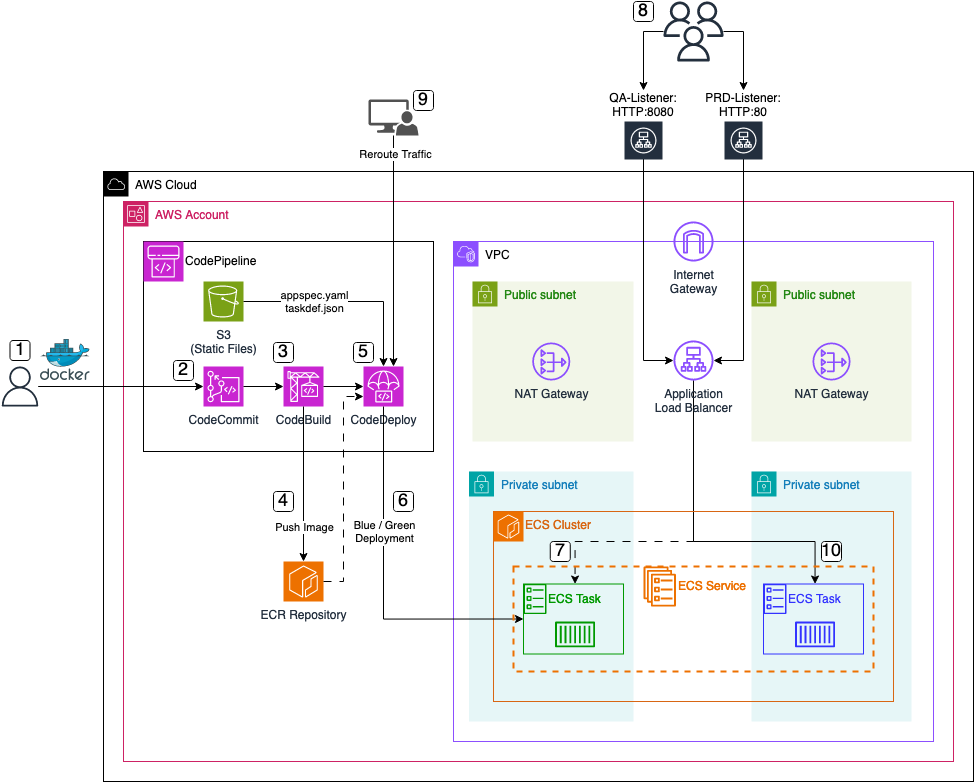 8
QA-Listener:
HTTP:8080
PRD-Listener:
HTTP:80
9
Reroute Traffic
AWS Cloud
AWS Account
CodePipeline
VPC
appspec.yaml
taskdef.json
S3
(Static Files)
Internet
Gateway
Public subnet
Public subnet
1
docker
2
3
5
CodeCommit
CodeBuild
CodeDeploy
NAT Gateway
Application
Load Balancer
NAT Gateway
4
Push Image
6
Blue / Green
Deployment
ECR Repository
Private subnet
Private subnet
ECS Cluster
7
10
ECS Service
ECS Task
ECS Task